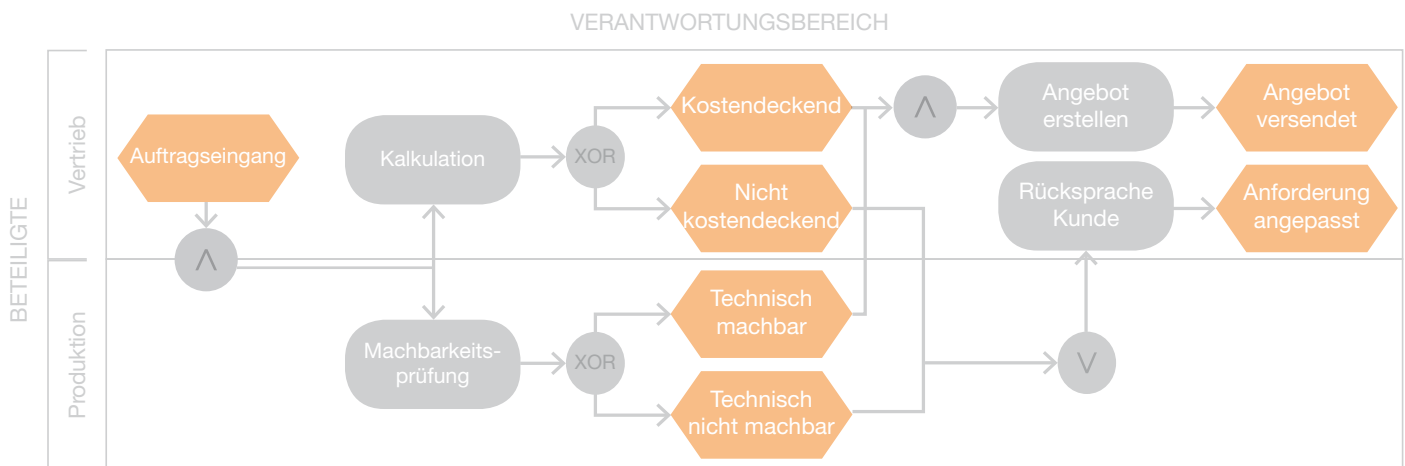 VERANTWORTUNGSBEREICH
BETEILIGTE
Vertrieb
Produktion
Auftragseingang
Λ
Kalkulation
XOR
Kostendeckend
Nicht
kostendeckend
Λ
Angebot
erstellen
Angebot
versendet
Rücksprache
Kunde
Anforderung
angepasst
Machbarkeits-
prüfung
XOR
Technisch
machbar
Technisch
nicht machbar
V